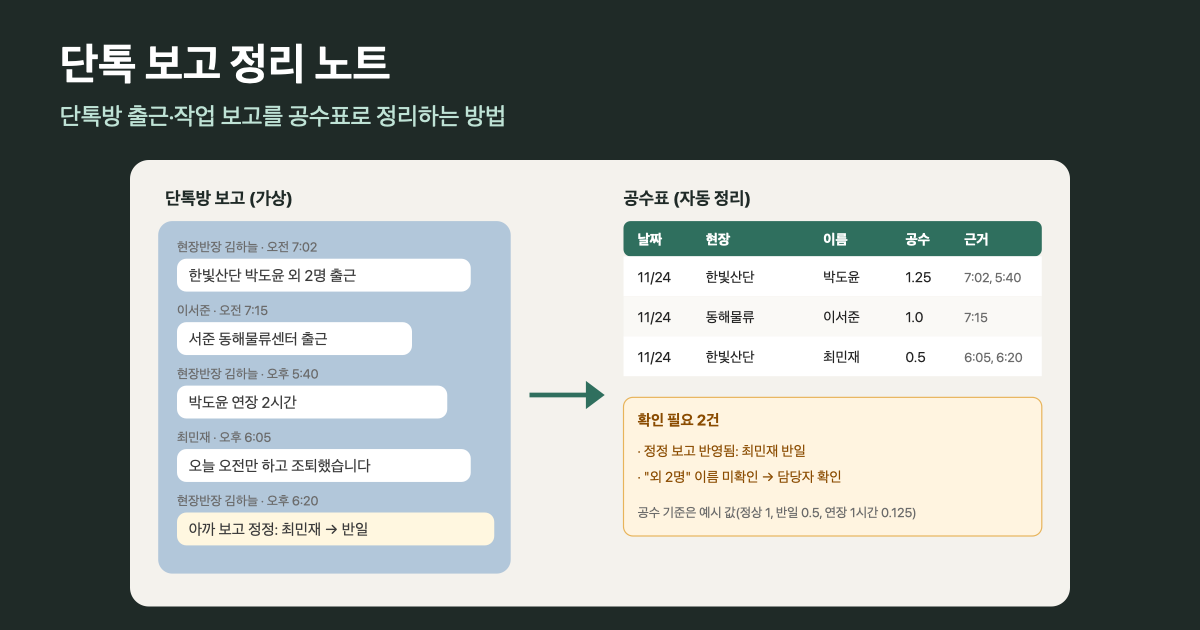 단톡 보고 정리 노트
단톡방 출근·작업 보고를 공수표로 정리하는 방법
단톡방 보고 (가상)
현장반장 김하늘 · 오전 7:02
한빛산단 박도윤 외 2명 출근
이서준 · 오전 7:15
서준 동해물류센터 출근
현장반장 김하늘 · 오후 5:40
박도윤 연장 2시간
최민재 · 오후 6:05
오늘 오전만 하고 조퇴했습니다
현장반장 김하늘 · 오후 6:20
아까 보고 정정: 최민재 → 반일
공수표 (자동 정리)
날짜 현장 이름 공수 근거
11/24 한빛산단 박도윤 1.25 7:02, 5:40
11/24 동해물류 이서준 1.0 7:15
11/24 한빛산단 최민재 0.5 6:05, 6:20
확인 필요 2건
· 정정 보고 반영됨: 최민재 반일
· "외 2명" 이름 미확인 → 담당자 확인
공수 기준은 예시 값(정상 1, 반일 0.5, 연장 1시간 0.125)